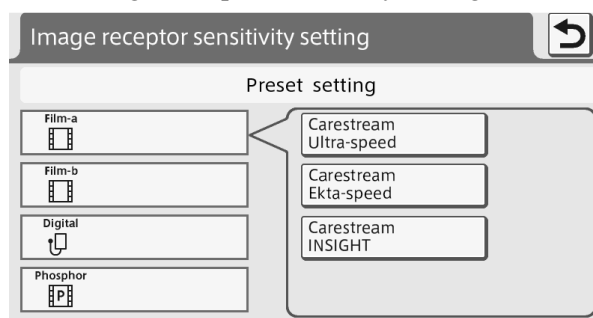 Image receptor sensitivity setting
Preset setting
Film-a
Film-b
Digital
Phosphor
P
Carestream
Ultra-speed
Carestream
Ekta-speed
Carestream
INSIGHT